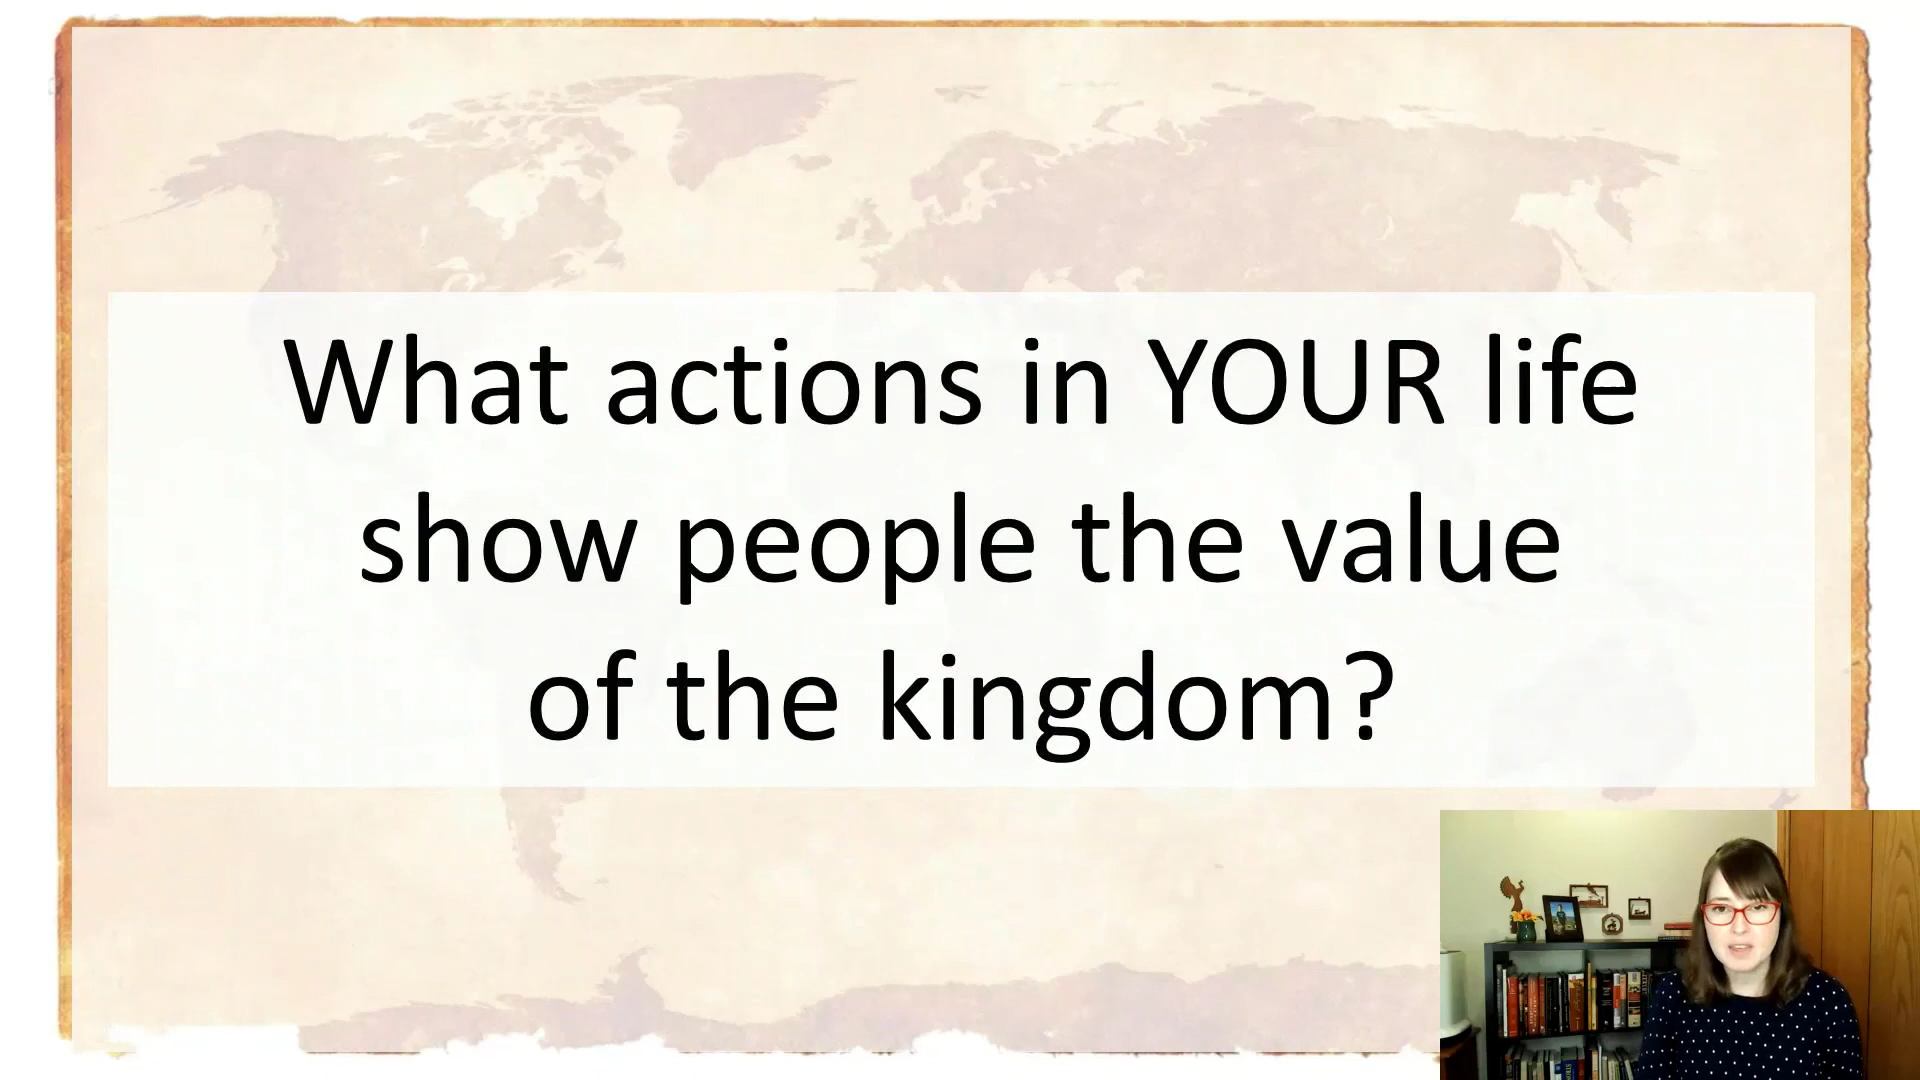 What actions in YOUR life
show people the value
of the kingdom?